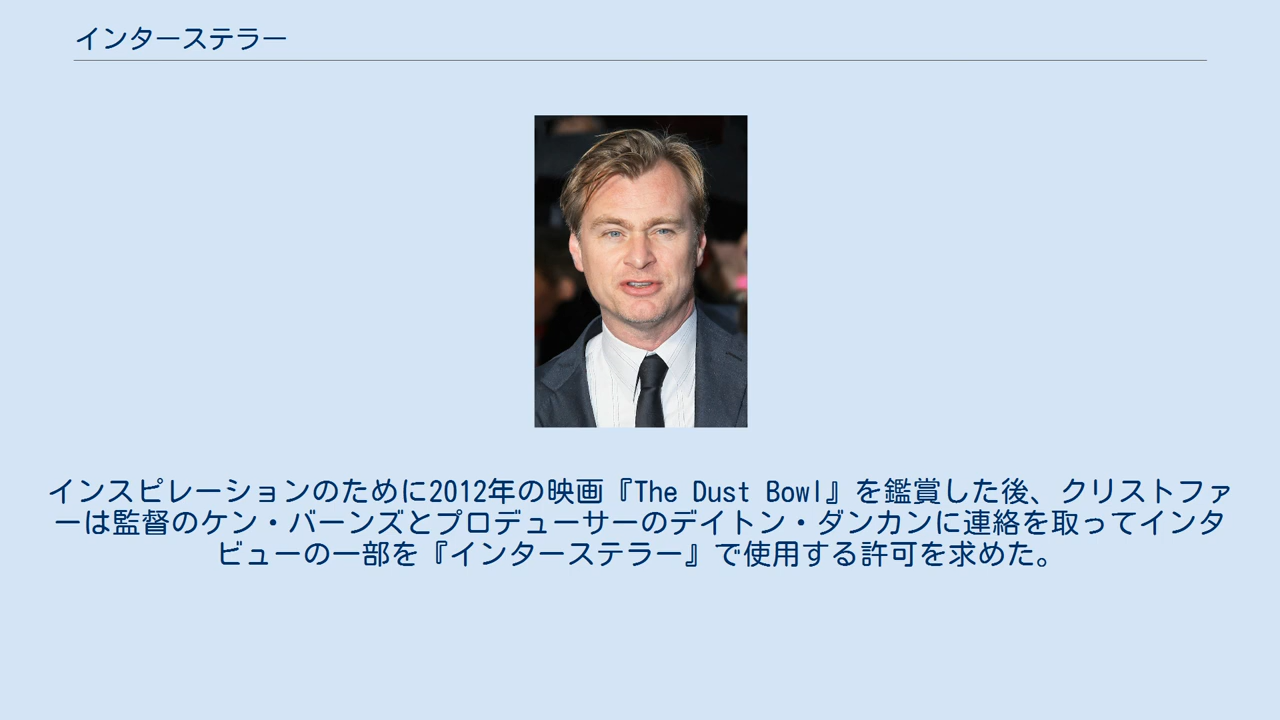 インターステラー
インスピレーションのために2012年の映画『The Dust Bowl』を鑑賞した後、クリストファ
ーは監督のケン・バーンズとプロデューサーのデイトン・ダンカンに連絡を取ってインタ
ビューの一部を『インターステラー』で使用する許可を求めた。